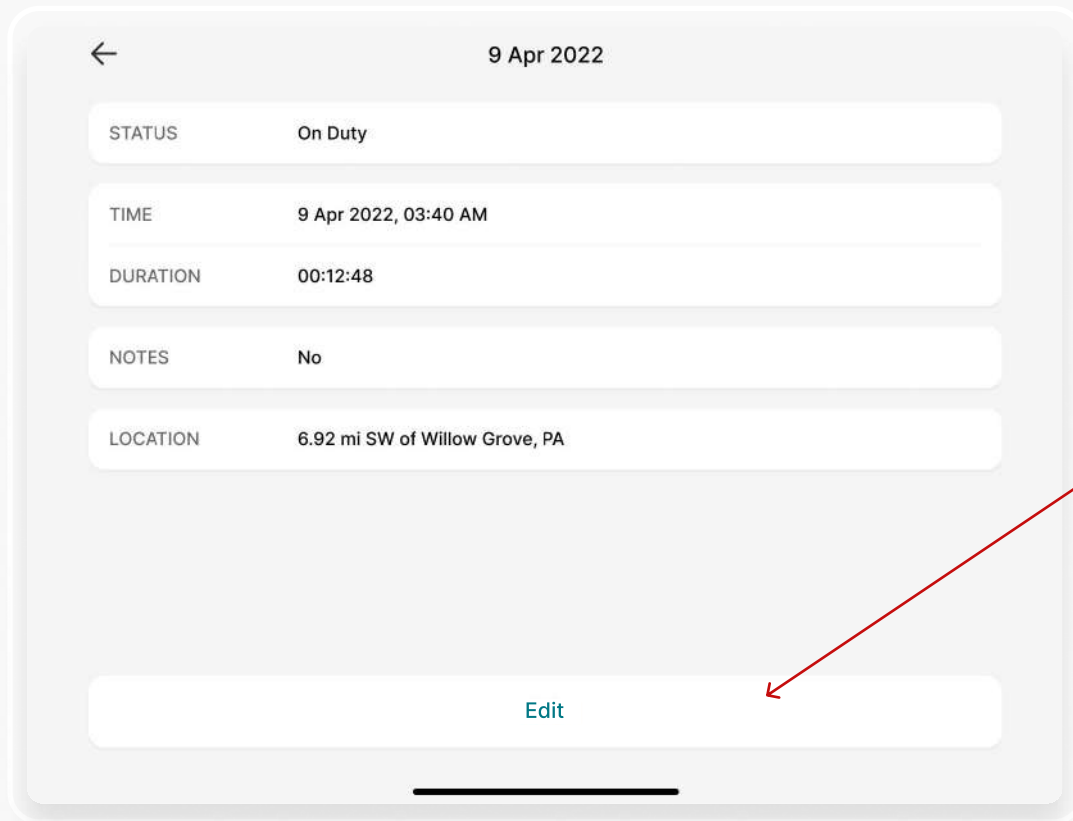 9 Apr 2022
STATUS On Duty
TIME 9 Apr 2022, 03:40 AM
DURATION 00:12:48
NOTES No
LOCATION 6.92 mi SW of Willow Grove, PA
Edit